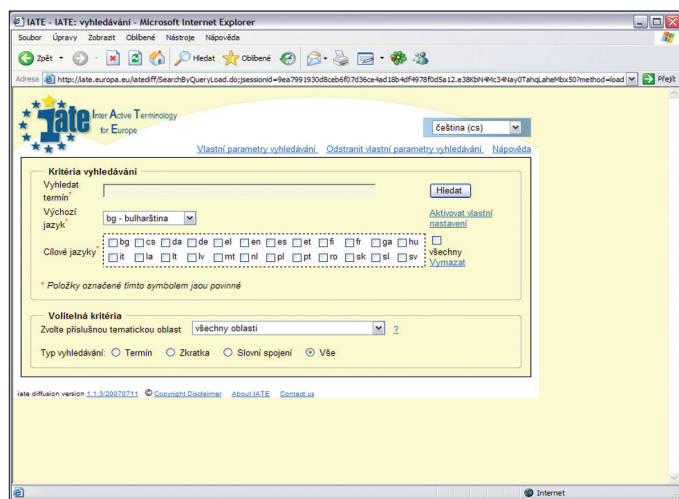 IATE - IATE: vyhledávání - Microsoft Internet Explorer
Soubor Úpravy Zobrazit Oblíbené Nástroje Nápověda
Zpět Hledat Oblíbené
Adresa http://iate.europa.eu/iatediff/SearchByQueryLoad.do;jsessionid=9ea7991930d8ceb6f07d36ce4ad18b4df4978f0d5a12.e38KbN4Mc34Nay0TahqLaheMbx50?method=load Přejít
iate Inter Active Terminology
for Europe
čeština (cs)
Vlastní parametry vyhledávání Odstranit vlastní parametry vyhledávání Nápověda
Kritéria vyhledávání
Vyhledat
termín* Hledat
Výchozí
jazyk* bg - bulharština Aktivovat vlastní
nastavení
Cílové jazyky* bg cs da de el en es et fi fr ga hu
it la lt lv mt nl pl pt ro sk sl sv všechny
Vymazat
* Položky označené tímto symbolem jsou povinné
Volitelná kritéria
Zvolte příslušnou tematickou oblast všechny oblasti ?
Typ vyhledávání: Termín Zkratka Slovní spojení Vše
iate diffusion version 1.1.3/20070711 © Copyright Disclaimer About IATE Contact us
Internet